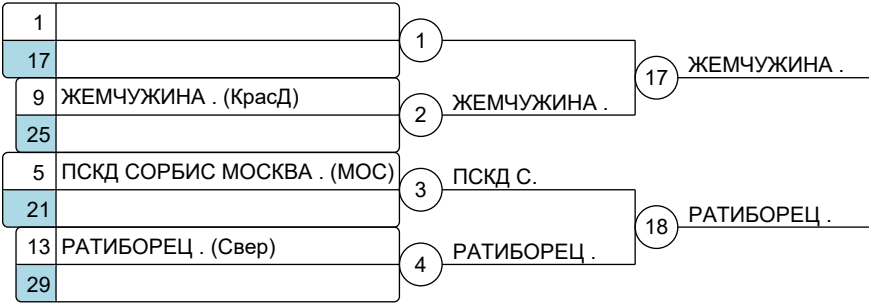 1
17
1
9 ЖЕМЧУЖИНА . (КрасД)
25
2
ЖЕМЧУЖИНА .
17
ЖЕМЧУЖИНА .
5 ПСКД СОРБИС МОСКВА . (МОС)
21
3
ПСКД С.
13 РАТИБОРЕЦ . (Свер)
29
4
РАТИБОРЕЦ .
18
РАТИБОРЕЦ .